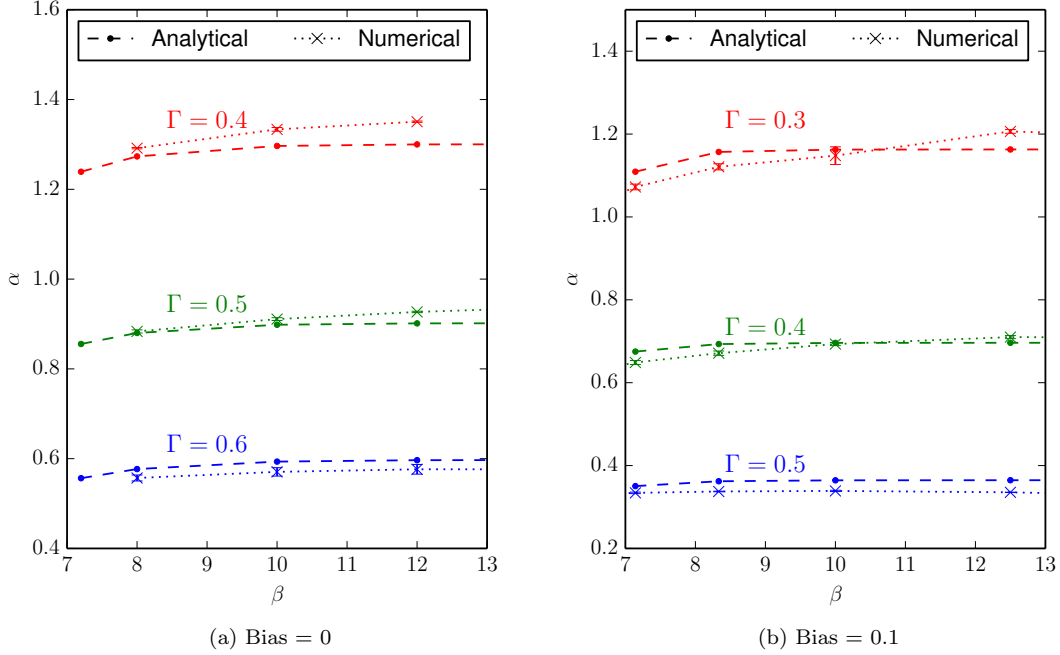 1.6
1.4
1.2
1.0
0.8
0.6
0.4
α
Analytical Numerical
Γ = 0.4
Γ = 0.5
Γ = 0.6
7 8 9 10 11 12 13
β
(a) Bias = 0
1.4
1.2
1.0
0.8
0.6
0.4
0.2
α
Analytical Numerical
Γ = 0.3
Γ = 0.4
Γ = 0.5
7 8 9 10 11 12 13
β
(b) Bias = 0.1